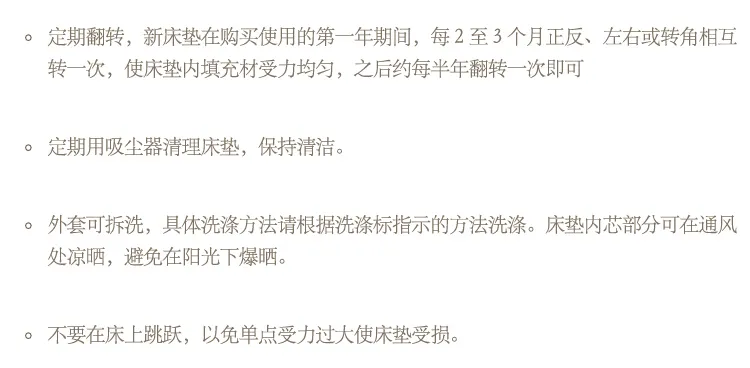 定期翻转，新床垫在购买使用的第一年期间，每 2 至 3 个月正反、左右或转角相互
转一次，使床垫内填充材受力均匀，之后约每半年翻转一次即可
定期用吸尘器清理床垫，保持清洁。
外套可拆洗，具体洗涤方法请根据洗涤标指示的方法洗涤。床垫内芯部分可在通风
处凉晒，避免在阳光下爆晒。
不要在床上跳跃，以免单点受力过大使床垫受损。